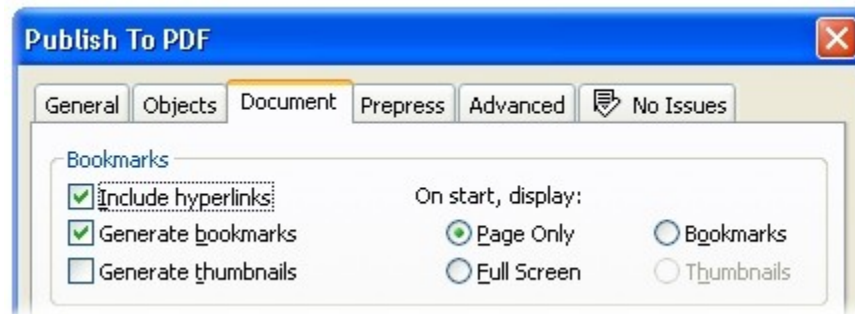 Publish To PDF
General Objects Document Prepress Advanced No Issues
Bookmarks
Include hyperlinks On start, display:
Generate bookmarks Page Only Bookmarks
Generate thumbnails Full Screen Thumbnails